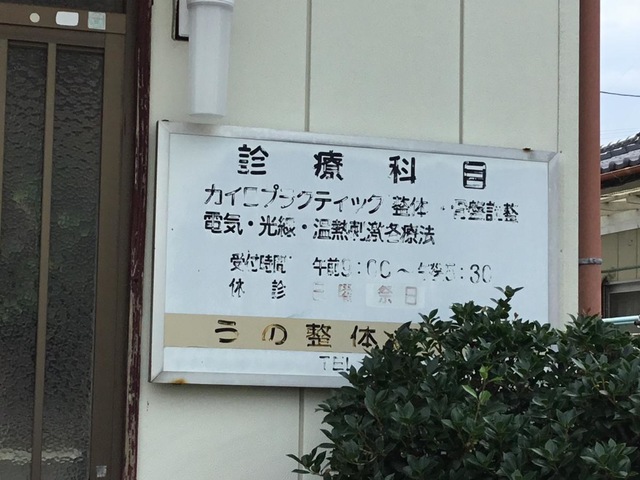 診療科目
カイロプラクティック 整体・骨盤調整
電気・光線・温熱刺激各療法
受付時間 午前9:00～午後5:30
休診 日曜 祭日
うの整体
TEL